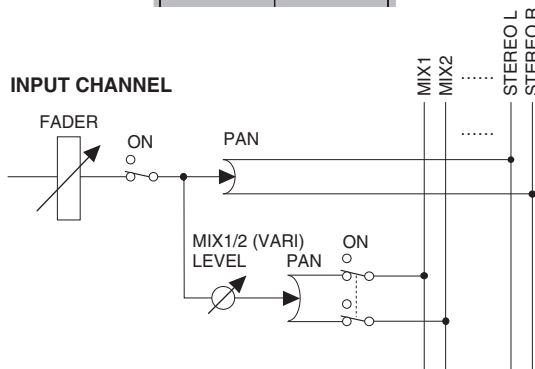 INPUT CHANNEL
FADER
ON
PAN
MIX1
MIX2
......
STEREO L
STEREO R
......
MIX1/2 (VARI)
LEVEL
PAN
ON